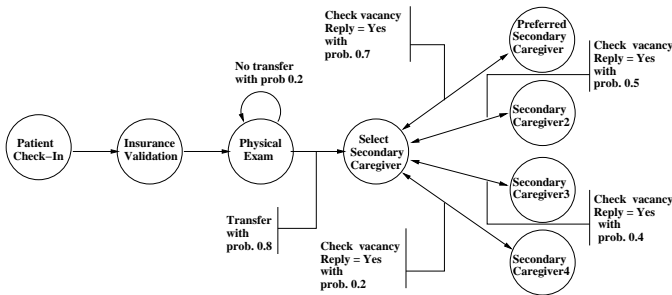 Check vacancy
Reply = Yes
with
prob. 0.7
Preferred
Secondary
Caregiver
Check vacancy
Reply = Yes
with
prob. 0.5
No transfer
with prob 0.2
Secondary
Caregiver2
Patient
Check-In
Insurance
Validation
Physical
Exam
Select
Secondary
Caregiver
Secondary
Caregiver3
Transfer
with
prob. 0.8
Check vacancy
Reply = Yes
with
prob. 0.4
Check vacancy
Reply = Yes
with
prob. 0.2
Secondary
Caregiver4